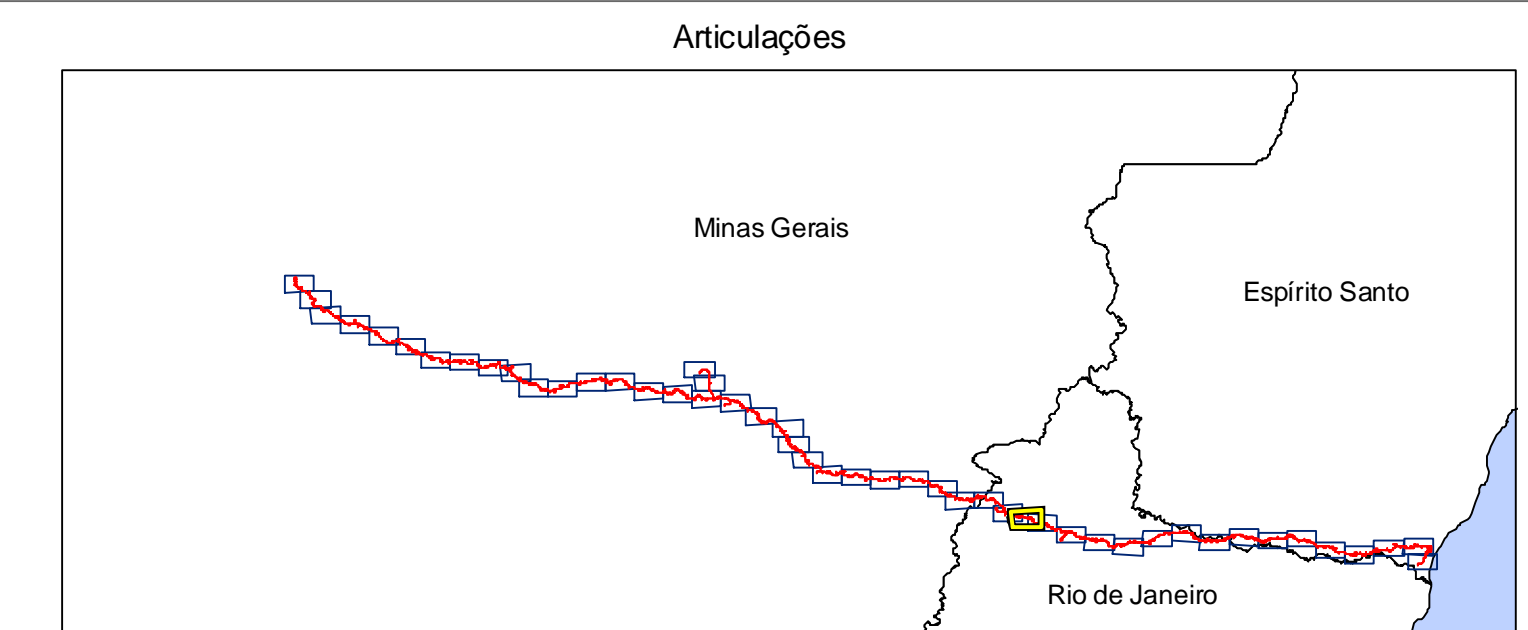 Articulações
Minas Gerais
Espírito Santo
Rio de Janeiro